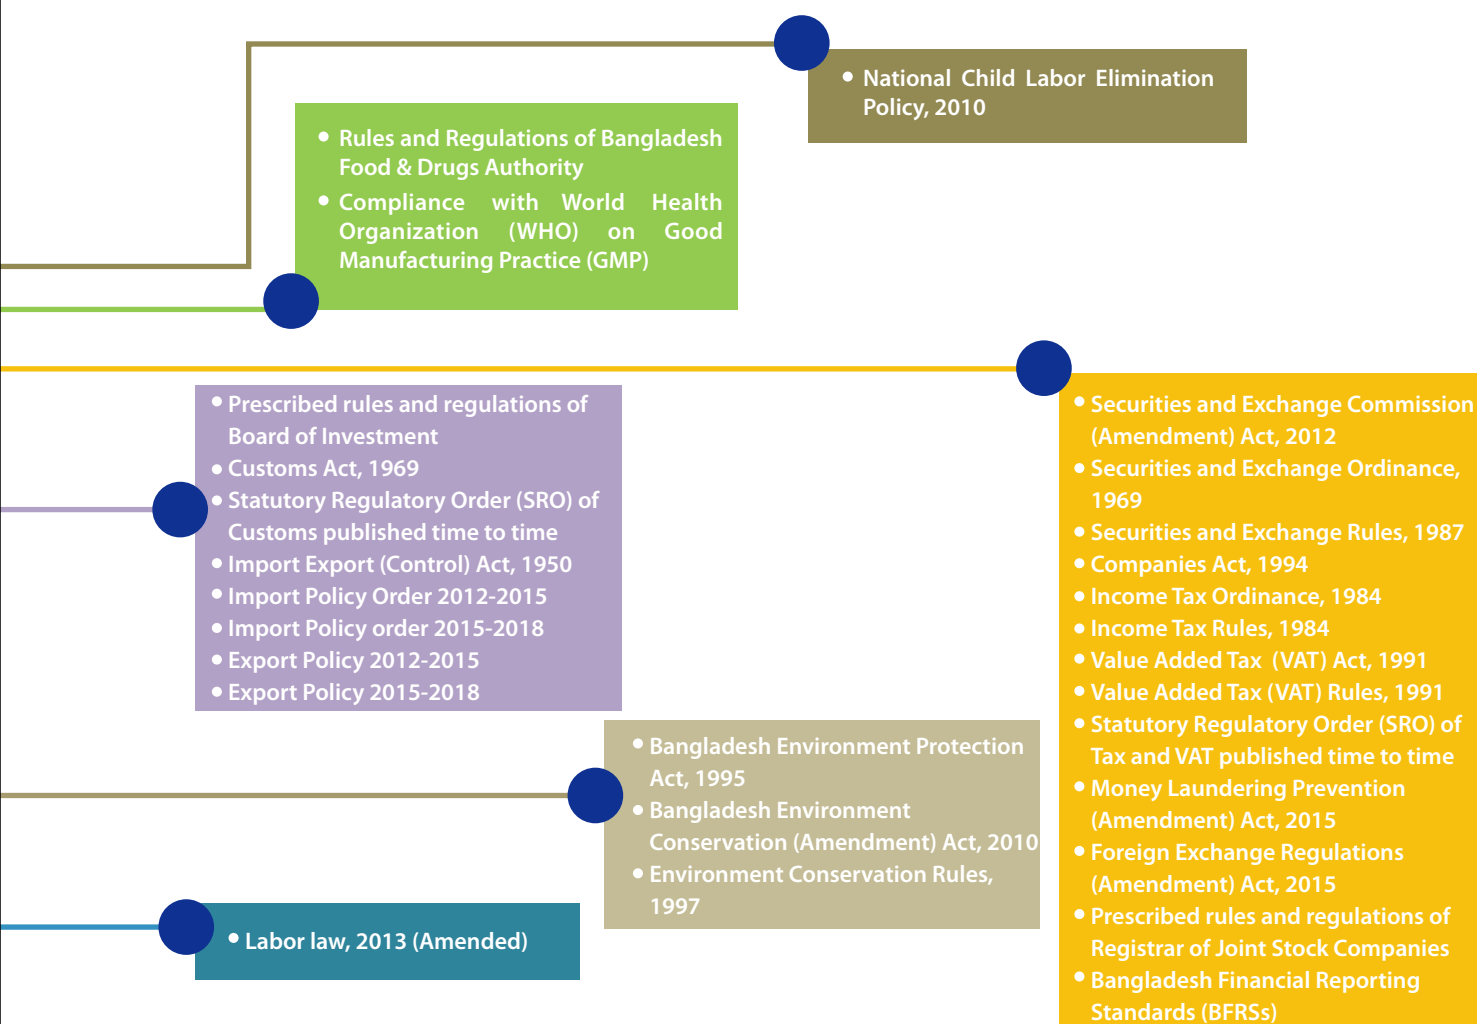 • National Child Labor Elimination
Policy, 2010
• Rules and Regulations of Bangladesh
Food & Drugs Authority
• Compliance with World Health
Organization (WHO) on Good
Manufacturing Practice (GMP)
• Prescribed rules and regulations of
Board of Investment
• Customs Act, 1969
• Statutory Regulatory Order (SRO) of
Customs published time to time
• Import Export (Control) Act, 1950
• Import Policy Order 2012-2015
• Import Policy order 2015-2018
• Export Policy 2012-2015
• Export Policy 2015-2018
• Securities and Exchange Commission
(Amendment) Act, 2012
• Securities and Exchange Ordinance,
1969
• Securities and Exchange Rules, 1987
• Companies Act, 1994
• Income Tax Ordinance, 1984
• Income Tax Rules, 1984
• Value Added Tax (VAT) Act, 1991
• Value Added Tax (VAT) Rules, 1991
• Statutory Regulatory Order (SRO) of
Tax and VAT published time to time
• Money Laundering Prevention
(Amendment) Act, 2015
• Foreign Exchange Regulations
(Amendment) Act, 2015
• Prescribed rules and regulations of
Registrar of Joint Stock Companies
• Bangladesh Financial Reporting
Standards (BFRSs)
• Bangladesh Environment Protection
Act, 1995
• Bangladesh Environment
Conservation (Amendment) Act, 2010
• Environment Conservation Rules,
1997
• Labor law, 2013 (Amended)